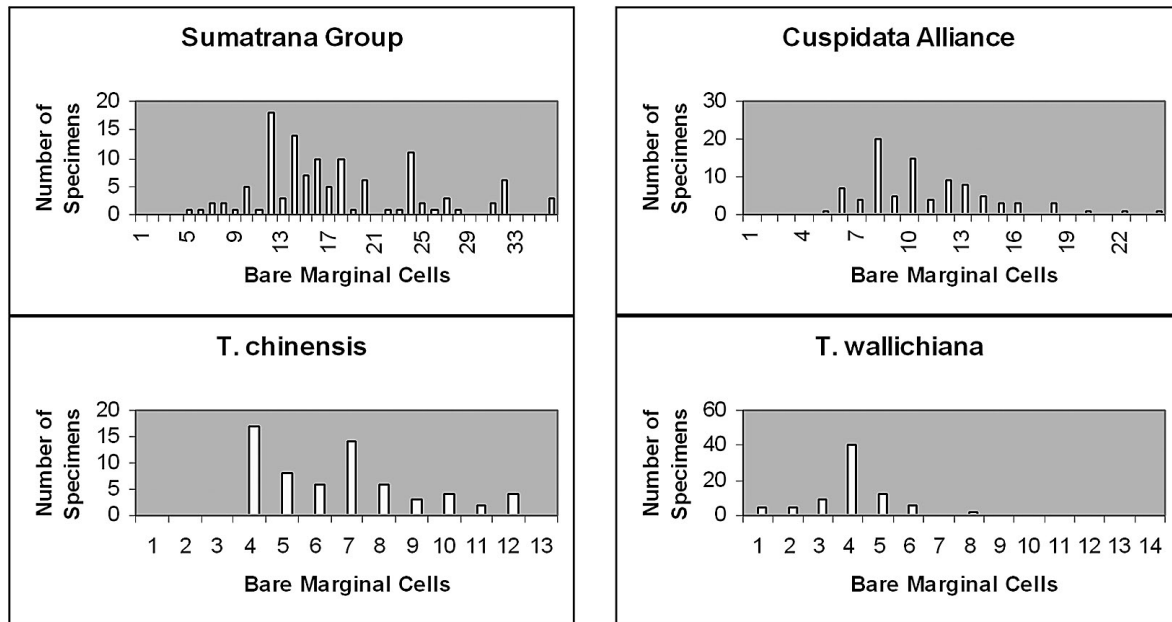 Sumatrana Group
Number of
Specimens
20
15
10
5
0
1
5
9
13
17
21
25
29
33
Bare Marginal Cells
Cuspidata Alliance
Number of
Specimens
30
20
10
0
1
4
7
10
13
16
19
22
Bare Marginal Cells
T. chinensis
Number of
Specimens
20
15
10
5
0
1 2 3 4 5 6 7 8 9 10 11 12 13
Bare Marginal Cells
T. wallichiana
Number of
Specimens
60
40
20
0
1 2 3 4 5 6 7 8 9 10 11 12 13 14
Bare Marginal Cells